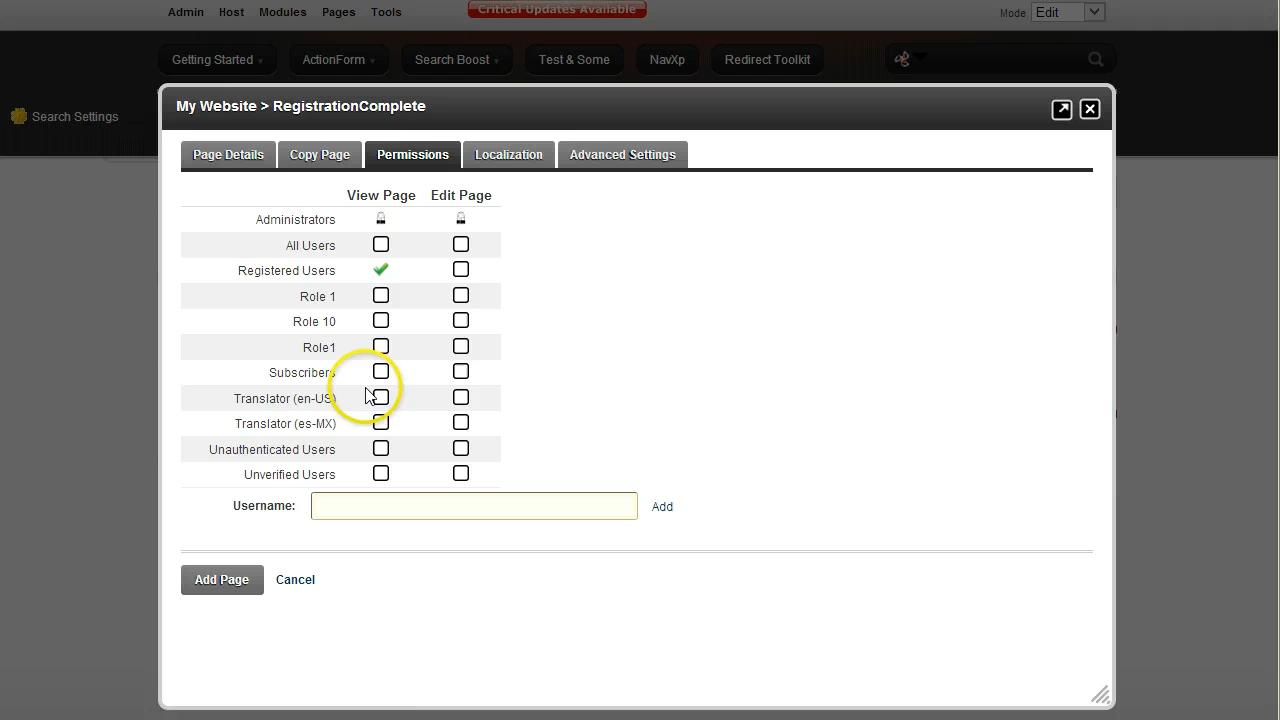 Admin Host Modules Pages Tools Critical Updates Available Mode Edit
Getting Started ActionForm Search Boost Test & Some NavXp Redirect Toolkit
Search Settings
My Website > RegistrationComplete
Page Details Copy Page Permissions Localization Advanced Settings
View Page Edit Page
Administrators
All Users
Registered Users
Role 1
Role 10
Role1
Subscribers
Translator (en-US)
Translator (es-MX)
Unauthenticated Users
Unverified Users
Username: Add
Add Page Cancel